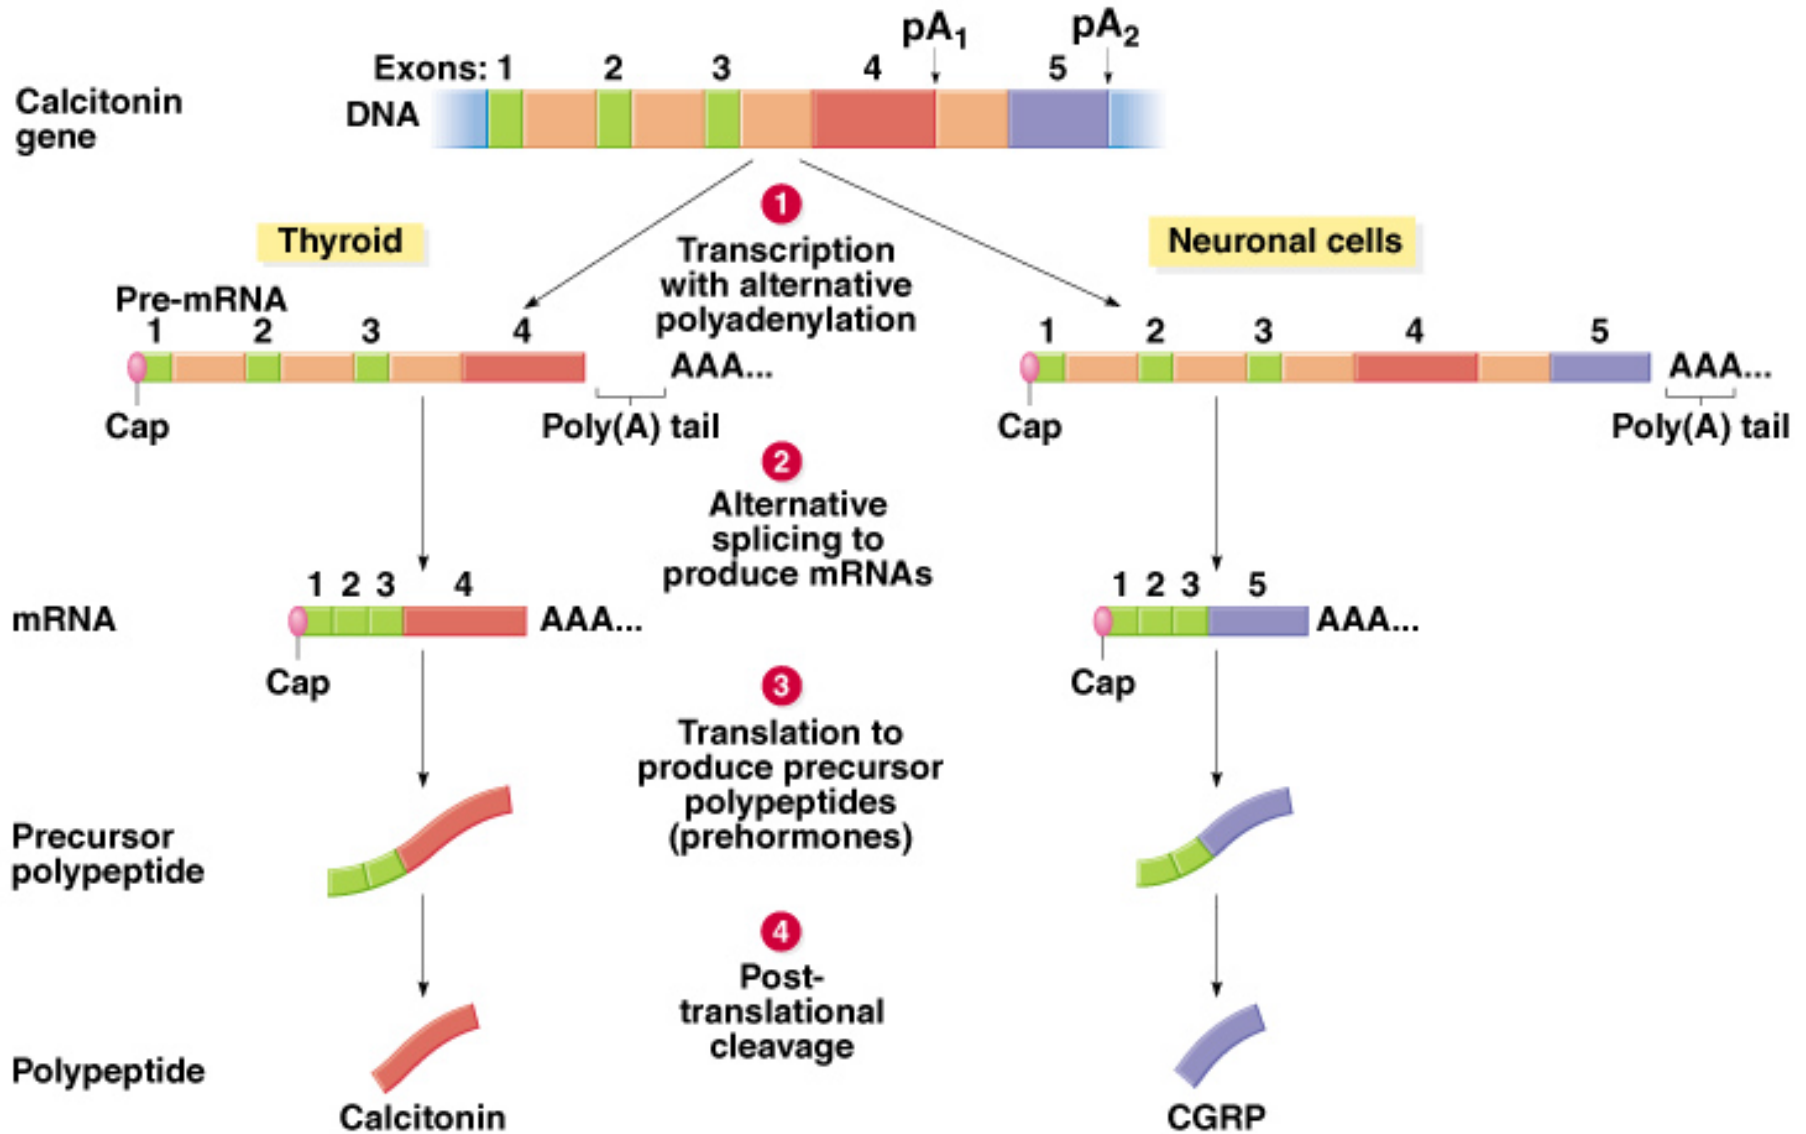 pA1 pA2
Exons: 1 2 3 4 5
Calcitonin
gene
DNA
1
Thyroid
Transcription
with alternative
polyadenylation
Neuronal cells
Pre-mRNA
1 2 3 4
AAA...
Cap
Poly(A) tail
1 2 3 4 5
AAA...
Cap
Poly(A) tail
2
Alternative
splicing to
produce mRNAs
mRNA
1 2 3 4
AAA...
Cap
1 2 3 5
AAA...
Cap
3
Translation to
produce precursor
polypeptides
(prehormones)
Precursor
polypeptide
4
Post-
translational
cleavage
Polypeptide
Calcitonin
CGRP